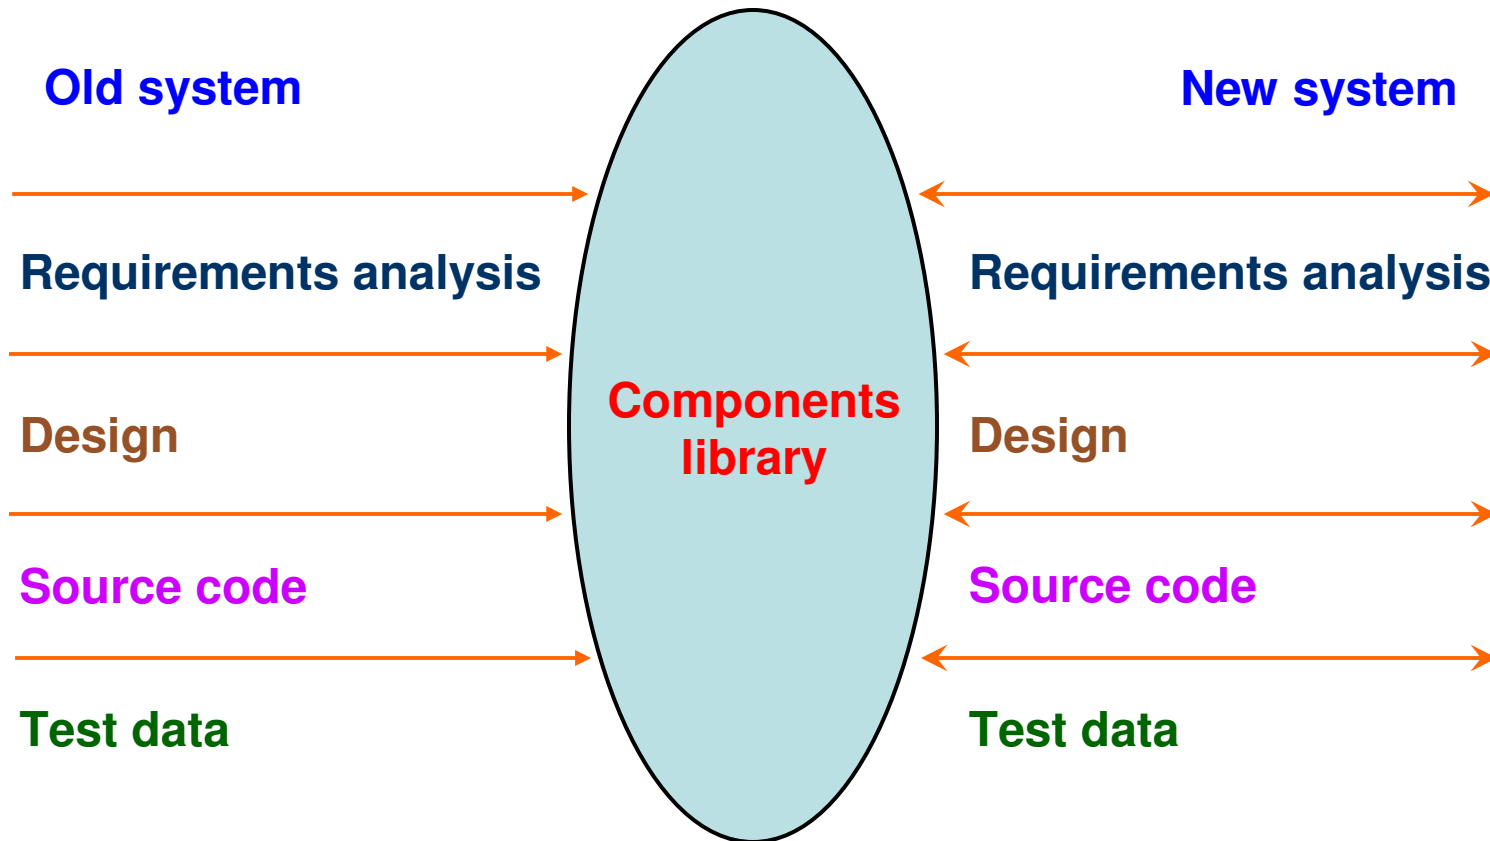 Old system
New system
Requirements analysis
Requirements analysis
Components
library
Design
Design
Source code
Source code
Test data
Test data